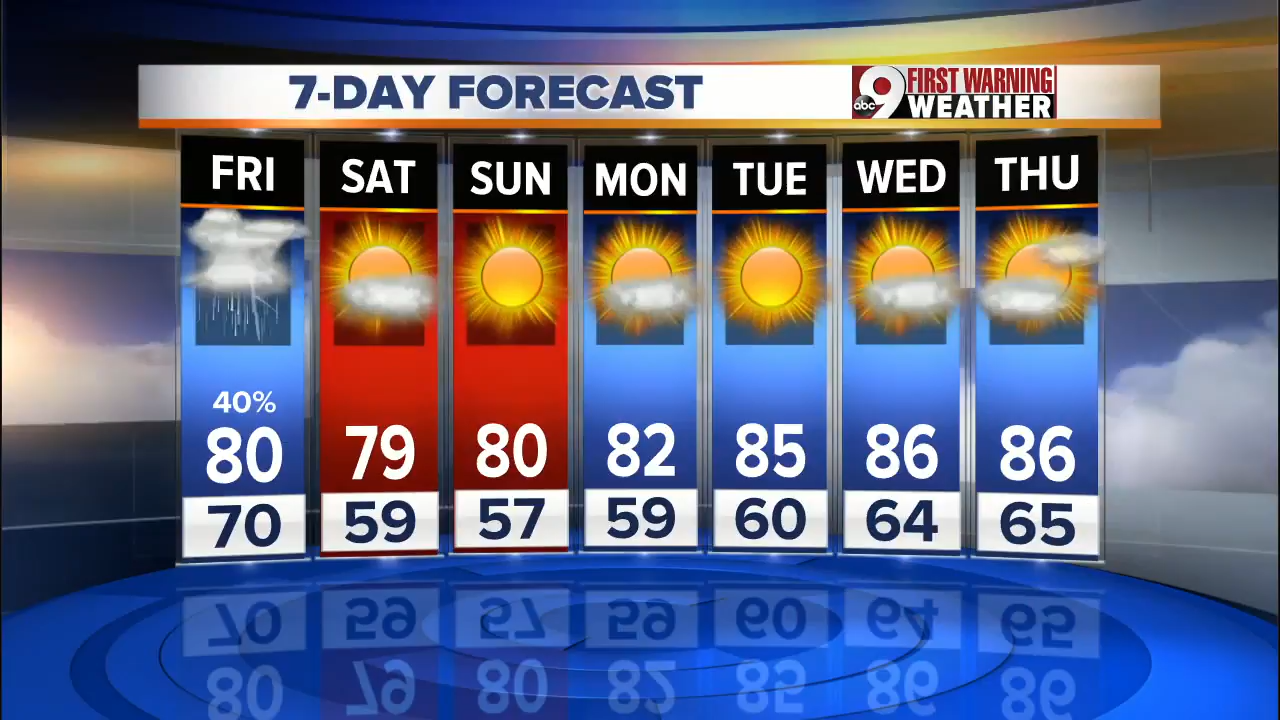 7-DAY FORECAST
abc 9 FIRST WARNING
WEATHER
FRI SAT SUN MON TUE WED THU
40%
80 79 80 82 85 86 86
70 59 57 59 60 64 65